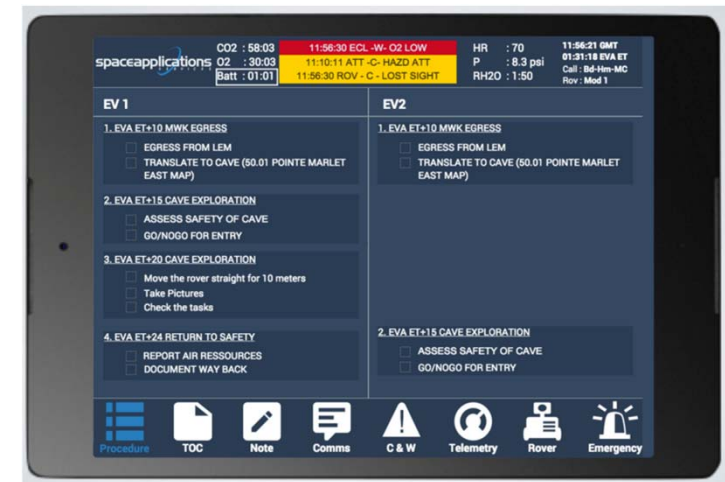 spaceapplications
CO2 : 58:03
O2 : 30:03
Batt : 01:01
11:56:30 ECL -W- O2 LOW
11:10:11 ATT -C- HAZD ATT
11:56:30 ROV - C - LOST SIGHT
HR : 70
P : 8.3 psi
RH2O : 1:50
11:56:21 GMT
01:31:18 EVA ET
Call : Bd-Hm-MC
Rov : Mod 1
EV 1
1. EVA ET+10 MWK EGRESS
EGRESS FROM LEM
TRANSLATE TO CAVE (50.01 POINTE MARLET
EAST MAP)
2. EVA ET+15 CAVE EXPLORATION
ASSESS SAFETY OF CAVE
GO/NOGO FOR ENTRY
3. EVA ET+20 CAVE EXPLORATION
Move the rover straight for 10 meters
Take Pictures
Check the tasks
4. EVA ET+24 RETURN TO SAFETY
REPORT AIR RESSOURCES
DOCUMENT WAY BACK
EV2
1. EVA ET+10 MWK EGRESS
EGRESS FROM LEM
TRANSLATE TO CAVE (50.01 POINTE MARLET
EAST MAP)
2. EVA ET+15 CAVE EXPLORATION
ASSESS SAFETY OF CAVE
GO/NOGO FOR ENTRY
Procedure
TOC
Note
Comms
C & W
Telemetry
Rover
Emergency